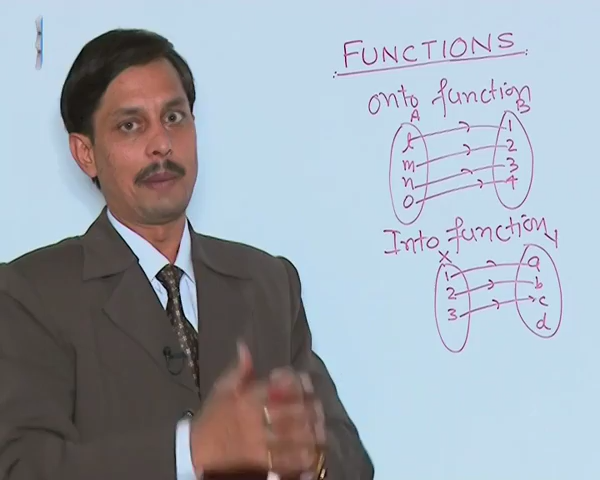 FUNCTIONS
onto function
A B
l 1
m 2
n 3
o 4
Into function
X Y
1 a
2 b
3 c
d